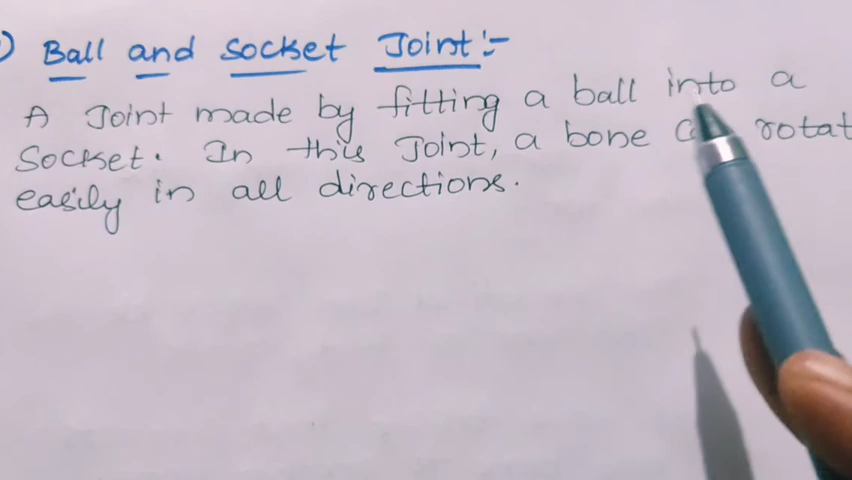 ) Ball and Socket Joint :-
A Joint made by fitting a ball into a
Socket. In this Joint, a bone rotat
easily in all directions.